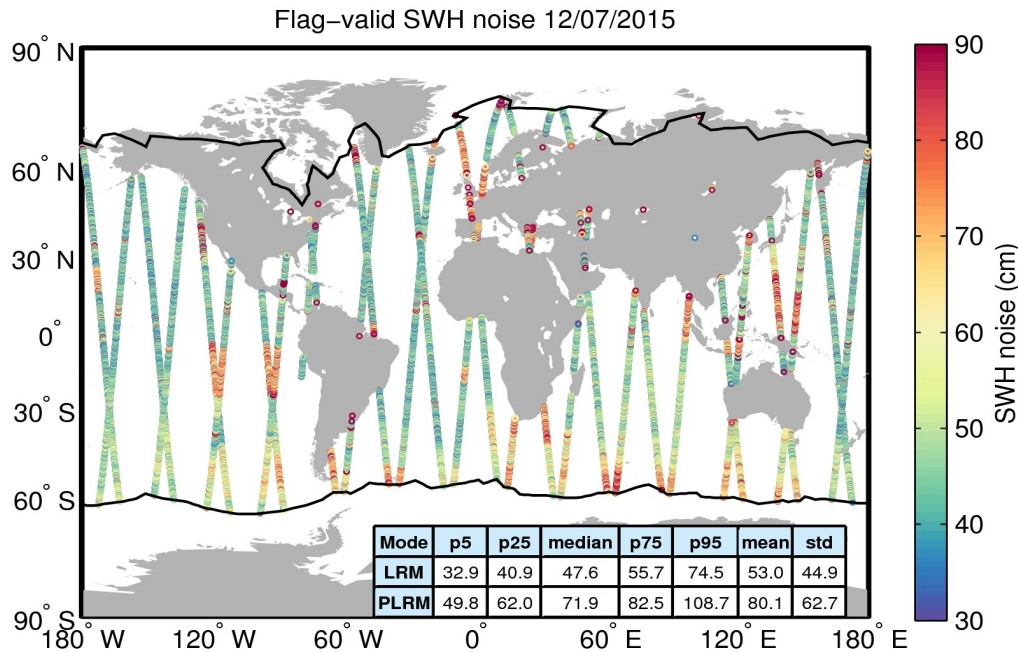 Flag-valid SWH noise 12/07/2015
90° N
60° N
30° N
0°
30° S
60° S
90° S
180° W
120° W
60° W
0°
60° E
120° E
180° E
90
80
70
60
50
40
30
SWH noise (cm)
Mode p5 p25 median p75 p95 mean std
LRM 32.9 40.9 47.6 55.7 74.5 53.0 44.9
PLRM 49.8 62.0 71.9 82.5 108.7 80.1 62.7